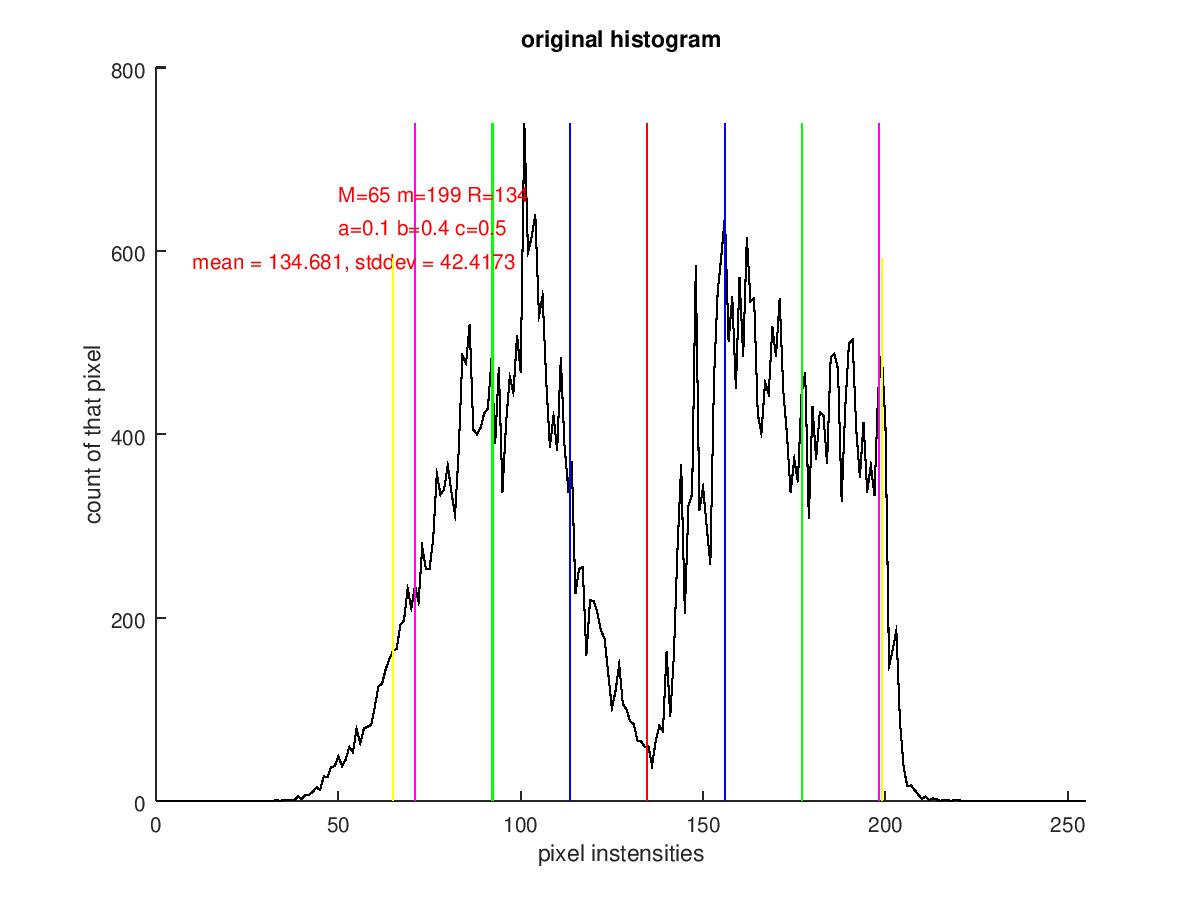 original histogram
800
600
400
200
0
count of that pixel
M=65 m=199 R=134
a=0.1 b=0.4 c=0.5
mean = 134.681, stddev = 42.4173
0 50 100 150 200 250
pixel instensities